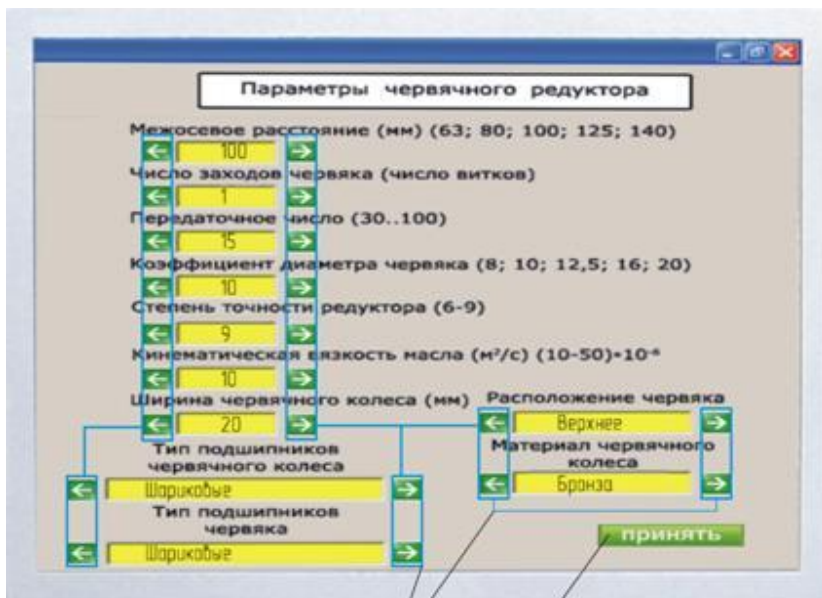 Параметры червячного редуктора
Межосевое расстояние (мм) (63; 80; 100; 125; 140)
100
Число заходов червяка (число витков)
1
Передаточное число (30..100)
15
Коэффициент диаметра червяка (8; 10; 12,5; 16; 20)
10
Степень точности редуктора (6-9)
9
Кинематическая вязкость масла (м²/с) (10-50)•10⁻⁶
10
Ширина червячного колеса (мм)
20
Расположение червяка
Верхнее
Материал червячного
колеса
Бронза
Тип подшипников
червячного колеса
Шариковые
Тип подшипников
червяка
Шариковые
принять